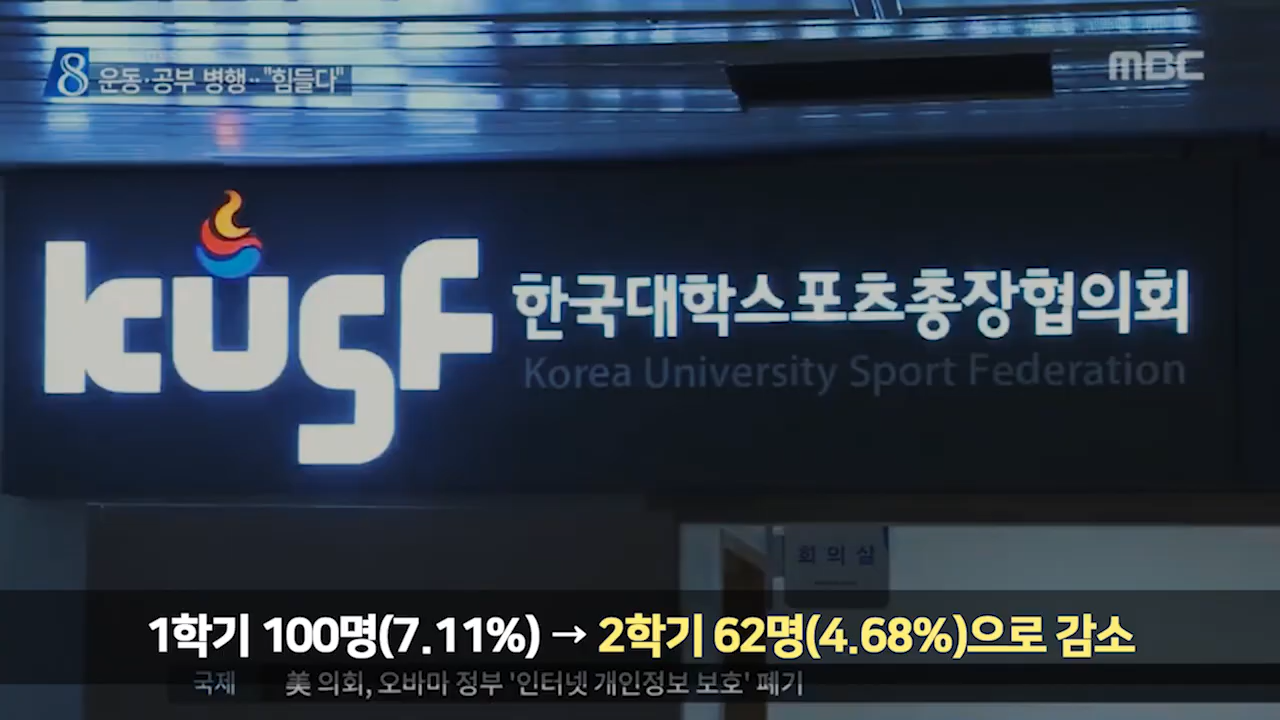 8 운동·공부 병행‥"힘들다"
MBC
kusf
한국대학스포츠총장협의회
Korea University Sport Federation
회의실
1학기 100명(7.11%) → 2학기 62명(4.68%)으로 감소
국제 美 의회, 오바마 정부 '인터넷 개인정보 보호' 폐기